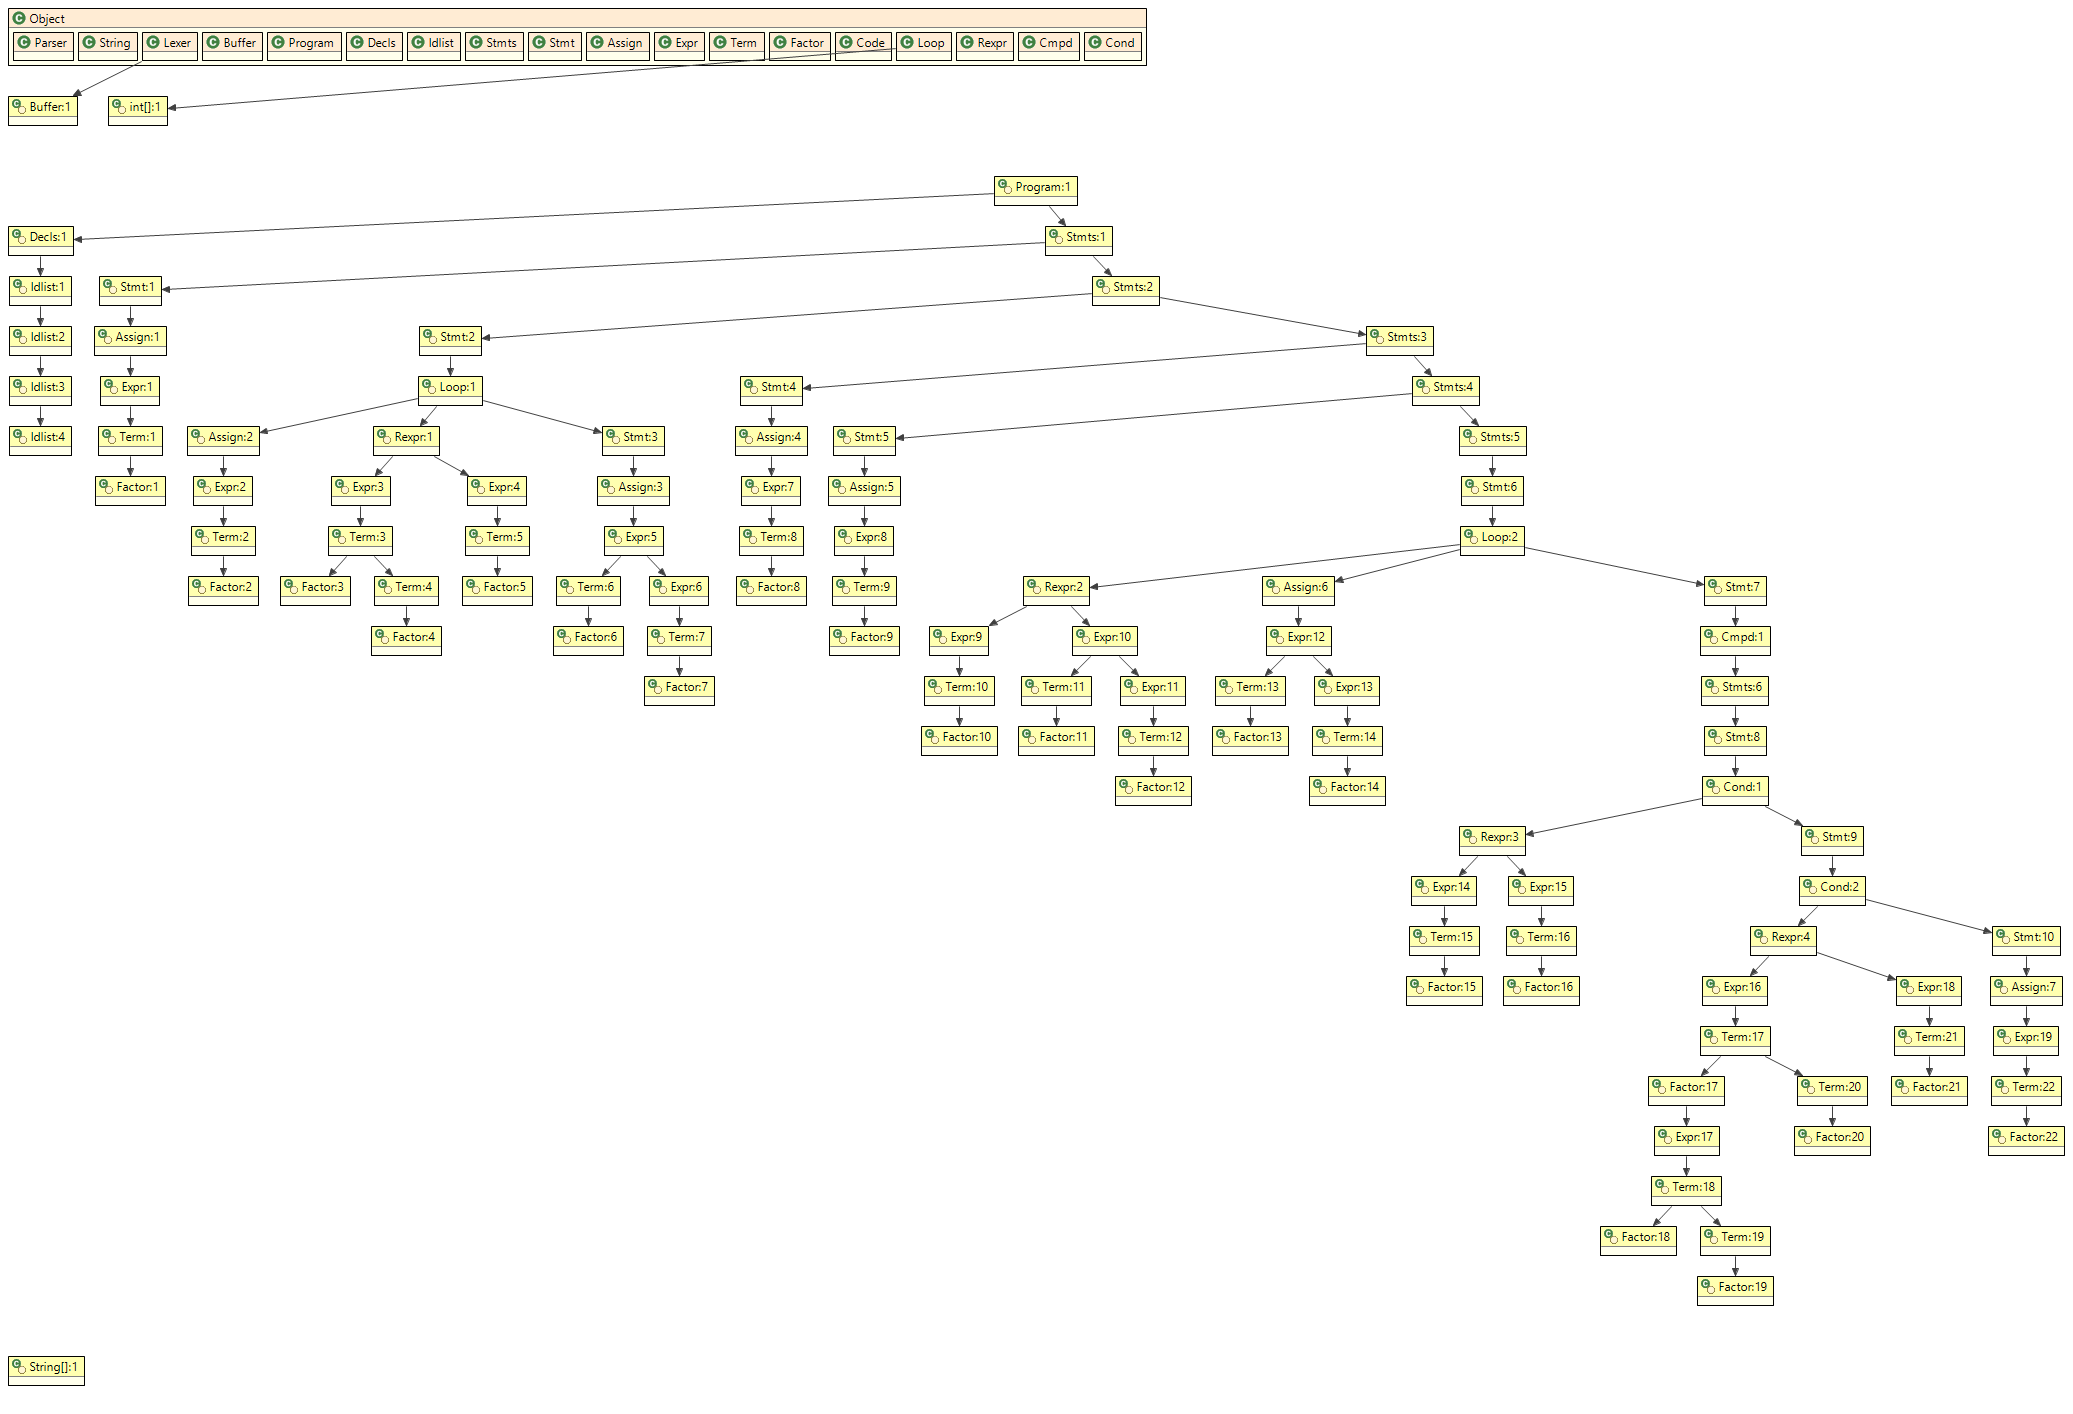 Object
Parser String Lexer Buffer Program Decls Idlist Stmts Stmt Assign Expr Term Factor Code Loop Rexpr Cmpd Cond
Buffer:1 int[]:1
Program:1
Decls:1 Stmts:1
Idlist:1 Stmt:1 Stmts:2
Idlist:2 Assign:1 Stmt:2 Stmts:3
Idlist:3 Expr:1 Loop:1 Stmt:4 Stmts:4
Idlist:4 Term:1 Assign:2 Rexpr:1 Stmt:3 Assign:4 Stmt:5 Stmts:5
Factor:1 Expr:2 Expr:3 Expr:4 Assign:3 Expr:7 Assign:5 Stmt:6
Term:2 Term:3 Term:5 Expr:5 Term:8 Expr:8 Loop:2
Factor:2 Factor:3 Term:4 Factor:5 Term:6 Expr:6 Factor:8 Term:9 Rexpr:2 Assign:6 Stmt:7
Factor:4 Factor:6 Term:7 Factor:9 Expr:9 Expr:10 Expr:12 Cmpd:1
Factor:7 Term:10 Term:11 Expr:11 Term:13 Expr:13 Stmts:6
Factor:10 Factor:11 Term:12 Factor:13 Term:14 Stmt:8
Factor:12 Factor:14 Cond:1
Rexpr:3 Stmt:9
Expr:14 Expr:15 Cond:2
Term:15 Term:16 Rexpr:4 Stmt:10
Factor:15 Factor:16 Expr:16 Expr:18 Assign:7
Term:17 Term:21 Expr:19
Factor:17 Term:20 Factor:21 Term:22
Expr:17 Factor:20 Factor:22
Term:18
Factor:18 Term:19
Factor:19
String[]:1